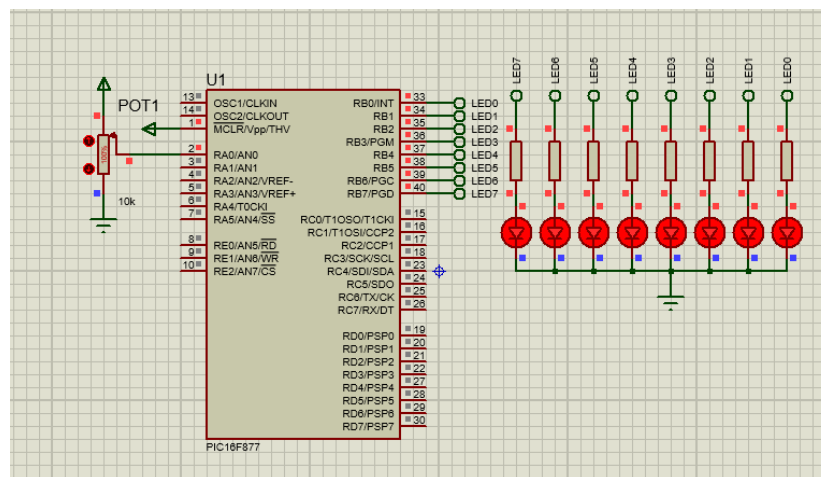 POT1
100%
10k
U1
13 OSC1/CLKIN
14 OSC2/CLKOUT
1 MCLR/Vpp/THV
2 RA0/AN0
3 RA1/AN1
4 RA2/AN2/VREF-
5 RA3/AN3/VREF+
6 RA4/T0CKI
7 RA5/AN4/SS
8 RE0/AN5/RD
9 RE1/AN6/WR
10 RE2/AN7/CS
RB0/INT 33 LED0
RB1 34 LED1
RB2 35 LED2
RB3/PGM 36 LED3
RB4 37 LED4
RB5 38 LED5
RB6/PGC 39 LED6
RB7/PGD 40 LED7
RC0/T1OSO/T1CKI 15
RC1/T1OSI/CCP2 16
RC2/CCP1 17
RC3/SCK/SCL 18
RC4/SDI/SDA 23
RC5/SDO 24
RC6/TX/CK 25
RC7/RX/DT 26
RD0/PSP0 19
RD1/PSP1 20
RD2/PSP2 21
RD3/PSP3 22
RD4/PSP4 27
RD5/PSP5 28
RD6/PSP6 29
RD7/PSP7 30
PIC16F877
LED7
LED6
LED5
LED4
LED3
LED2
LED1
LED0